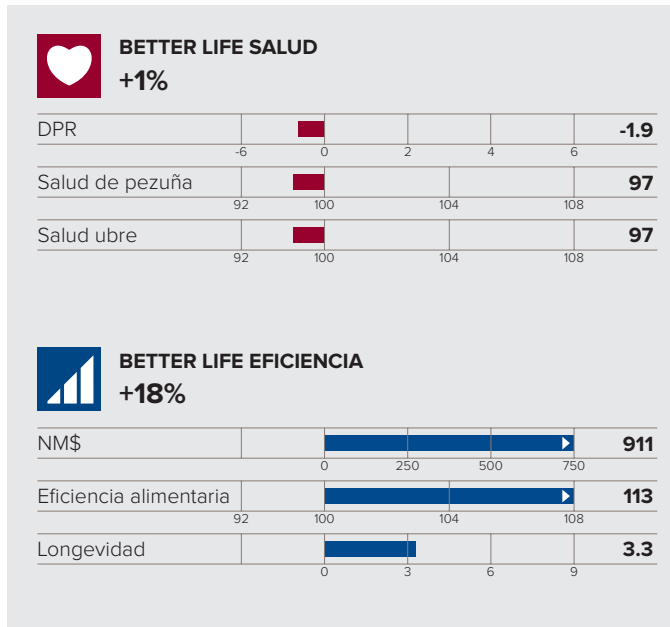 BETTER LIFE SALUD
+1%
DPR -1.9
-6 0 2 4 6
Salud de pezuña 97
92 100 104 108
Salud ubre 97
92 100 104 108
BETTER LIFE EFICIENCIA
+18%
NM$ 911
0 250 500 750
Eficiencia alimentaria 113
92 100 104 108
Longevidad 3.3
0 3 6 9